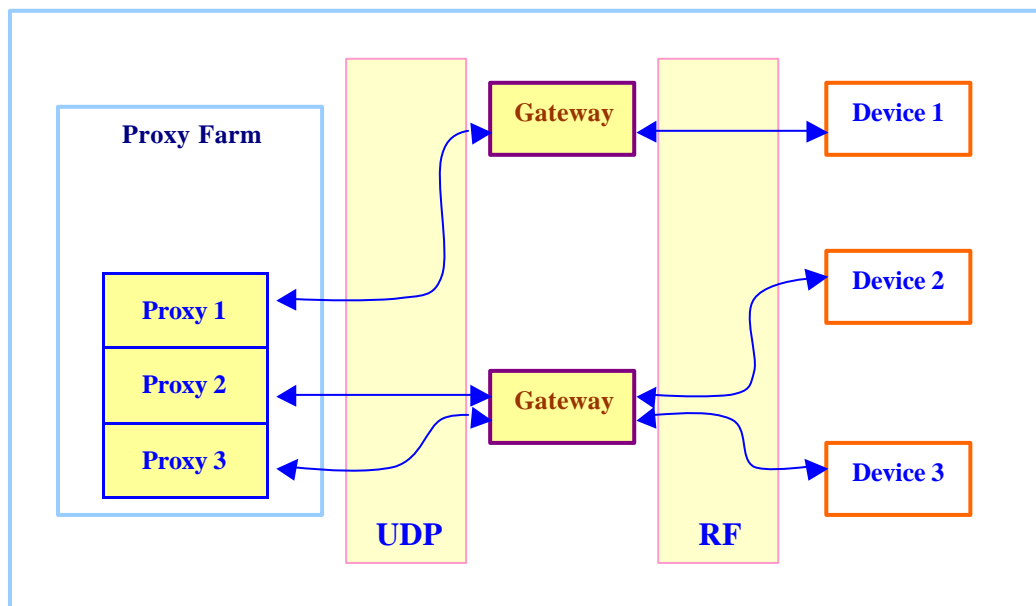 Proxy Farm
Proxy 1
Proxy 2
Proxy 3
UDP
Gateway
Gateway
RF
Device 1
Device 2
Device 3